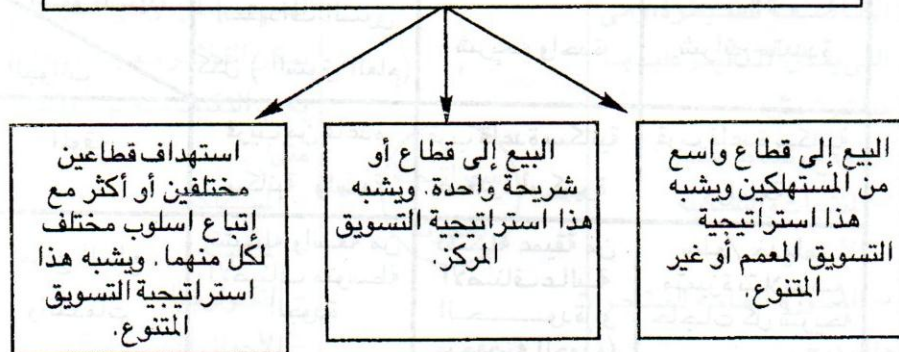 البيع إلى قطاع واسع
من المستهلكين ويشبه
هذا استراتيجية
التسويق المعمم أو غير
المتنوع.
البيع إلى قطاع أو
شريحة واحدة. ويشبه
هذا استراتيجية التسويق
المركز.
استهداف قطاعين
مختلفين أو أكثر مع
إتباع اسلوب مختلف
لكل منهما. ويشبه هذا
استراتيجية التسويق
المتنوع.